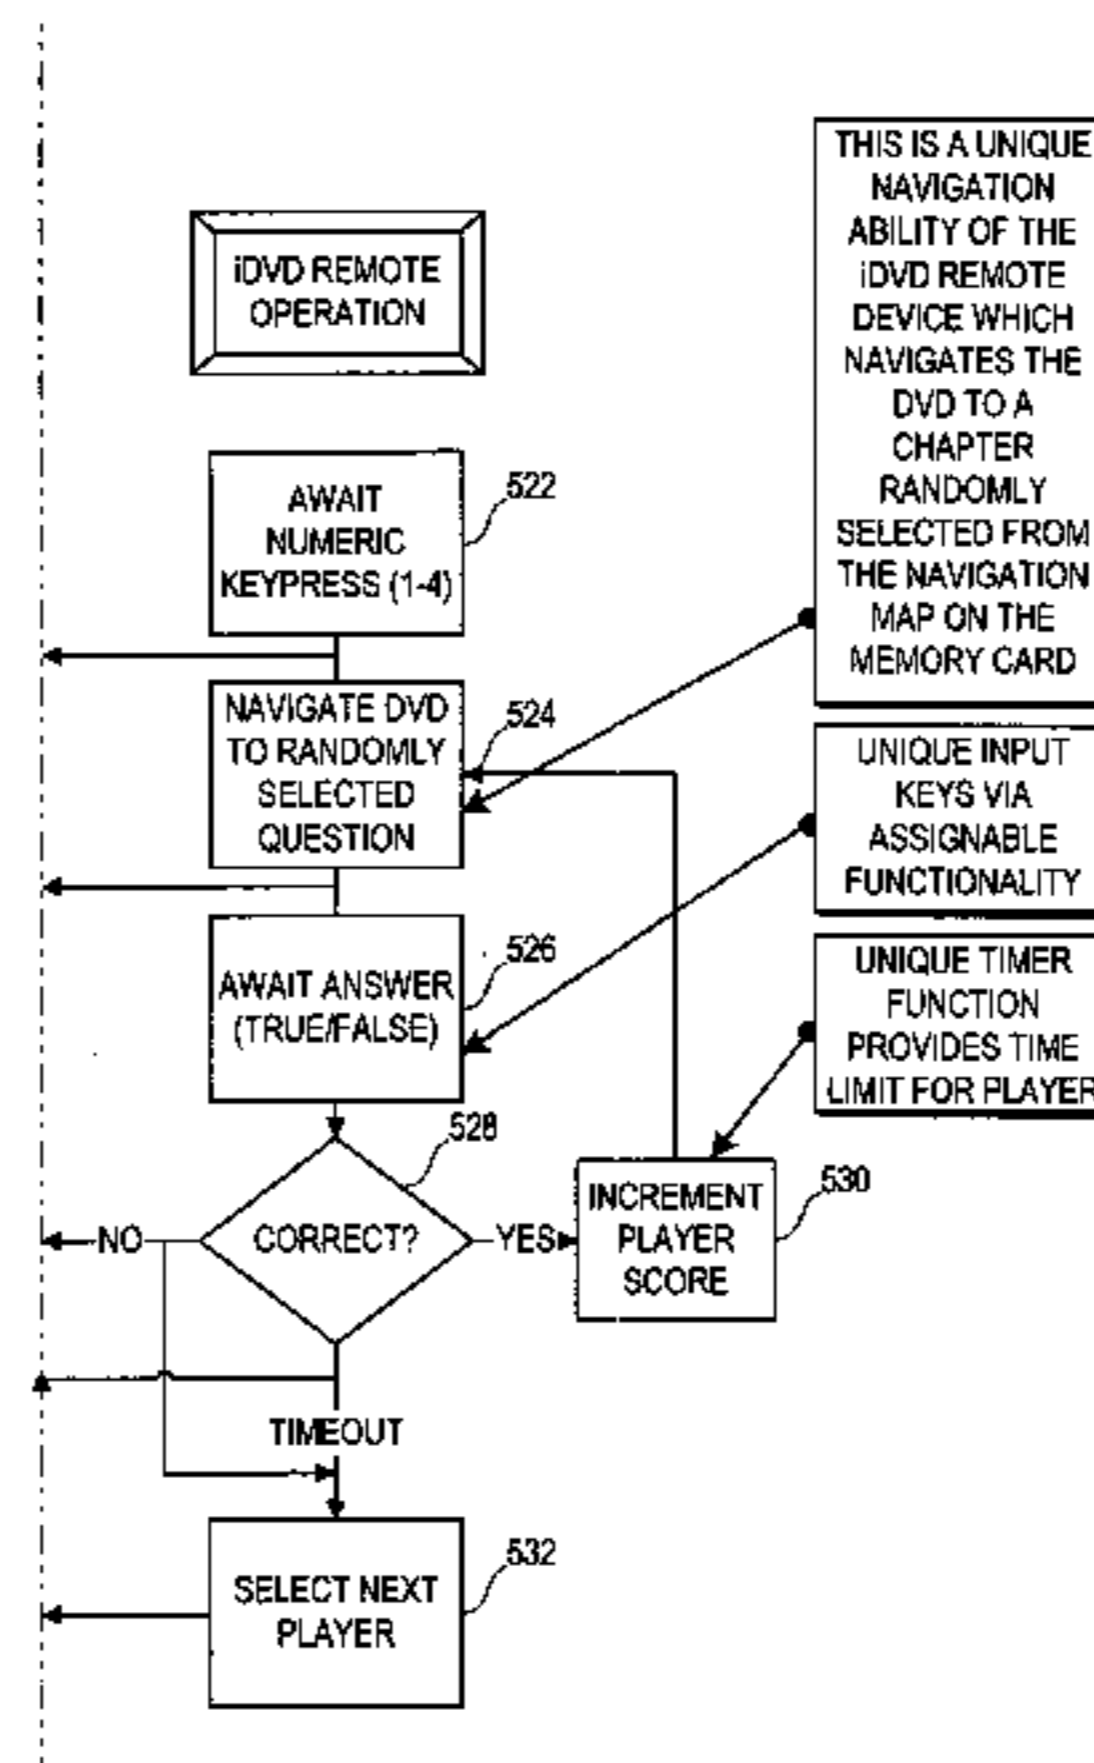 iDVD REMOTE
OPERATION
AWAIT
NUMERIC
KEYPRESS (1-4)
522
NAVIGATE DVD
TO RANDOMLY
SELECTED
QUESTION
524
AWAIT ANSWER
(TRUE/FALSE)
526
528
CORRECT?
NO
YES
INCREMENT
PLAYER
SCORE
530
TIMEOUT
SELECT NEXT
PLAYER
532
THIS IS A UNIQUE
NAVIGATION
ABILITY OF THE
iDVD REMOTE
DEVICE WHICH
NAVIGATES THE
DVD TO A
CHAPTER
RANDOMLY
SELECTED FROM
THE NAVIGATION
MAP ON THE
MEMORY CARD
UNIQUE INPUT
KEYS VIA
ASSIGNABLE
FUNCTIONALITY
UNIQUE TIMER
FUNCTION
PROVIDES TIME
LIMIT FOR PLAYER